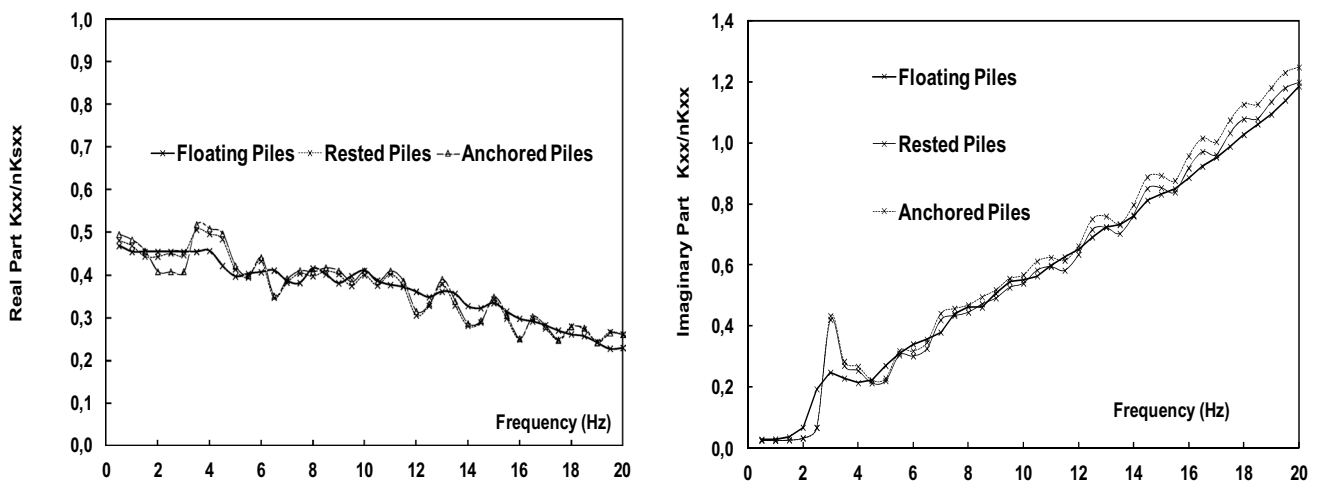 Real Part Kxx/nKsxx
1,0
0,9
0,8
0,7
0,6
0,5
0,4
0,3
0,2
0,1
0,0
Floating Piles Rested Piles Anchored Piles
Frequency (Hz)
0 2 4 6 8 10 12 14 16 18 20
Imaginary Part Kxx/nKxx
1,4
1,2
1,0
0,8
0,6
0,4
0,2
0,0
Floating Piles
Rested Piles
Anchored Piles
Frequency (Hz)
0 2 4 6 8 10 12 14 16 18 20